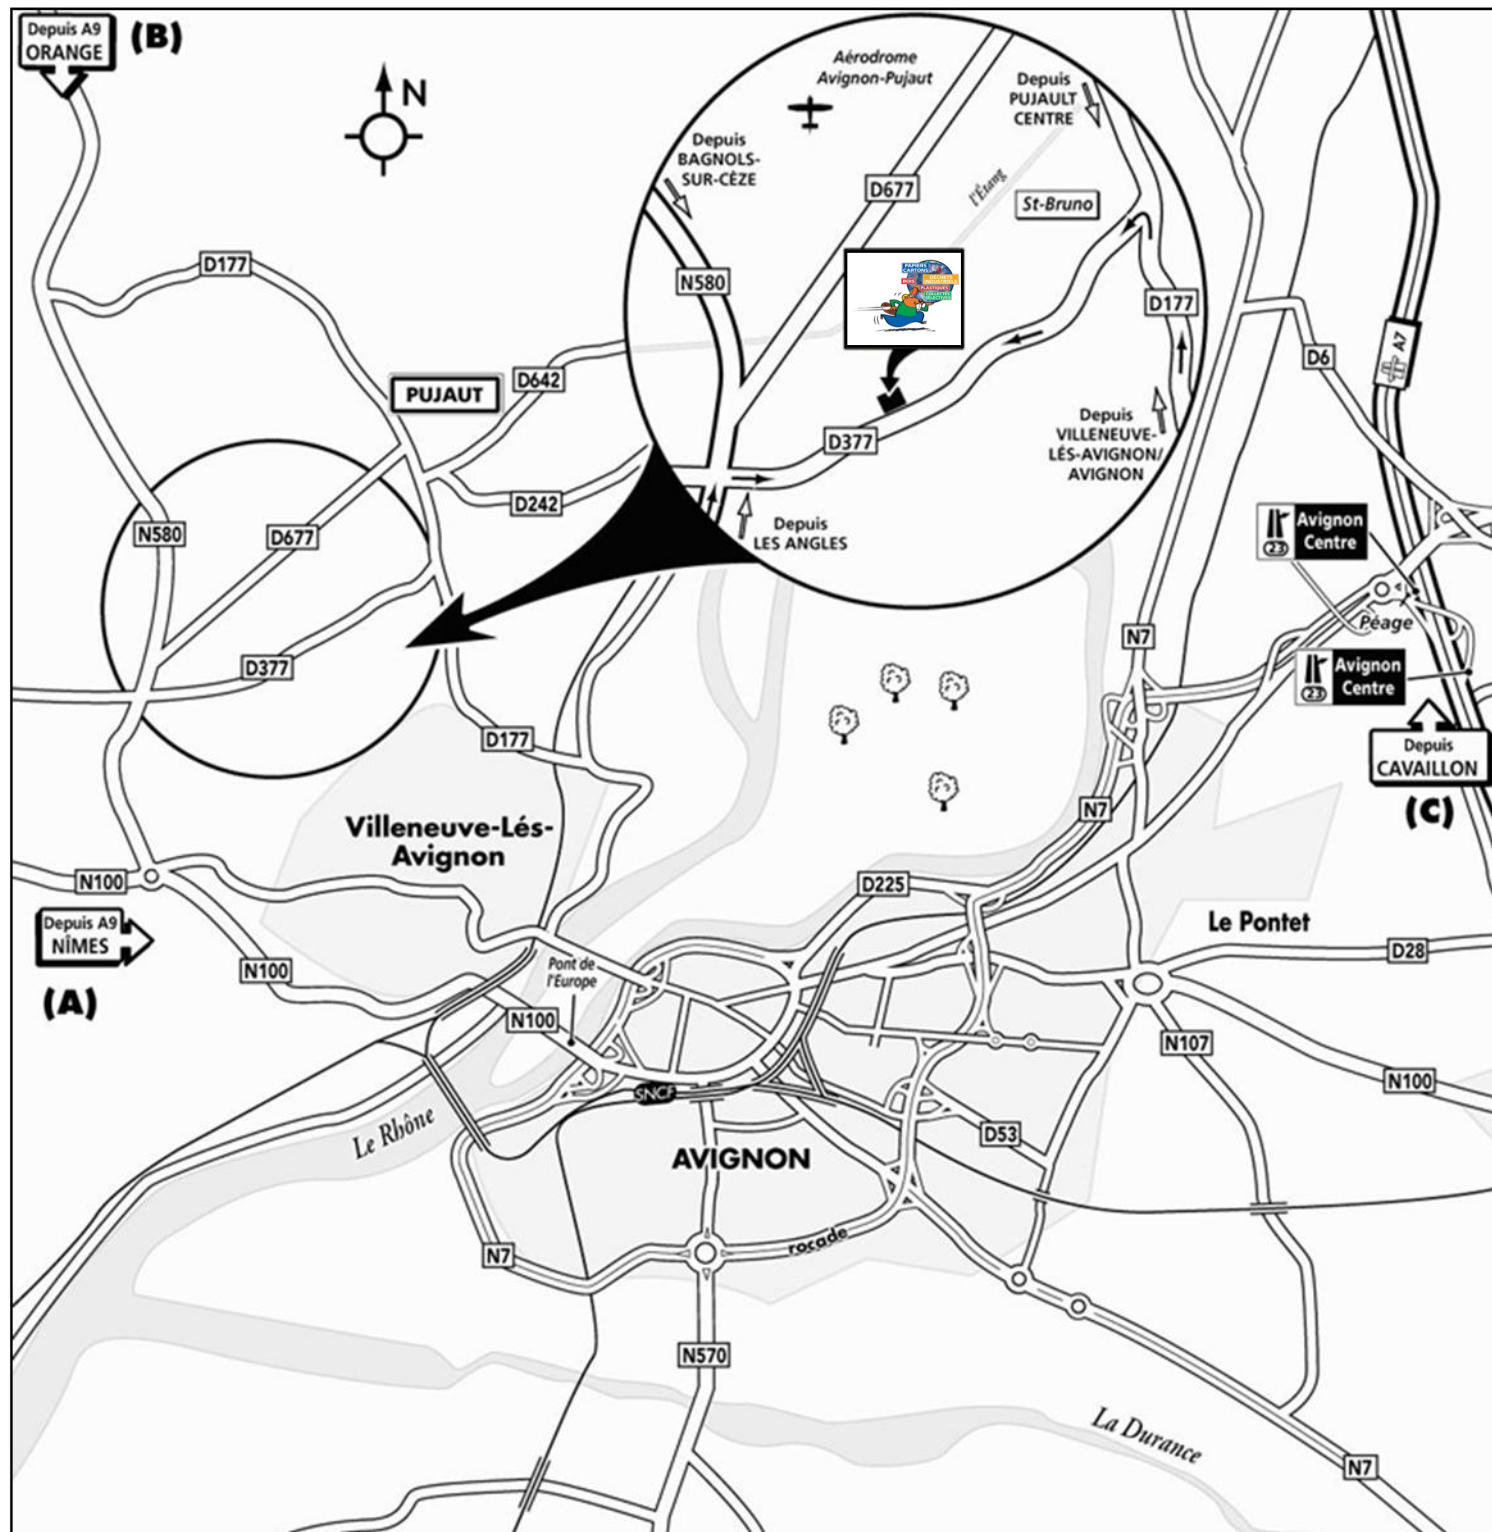 Depuis A9
ORANGE
(B)
N
Aérodrome
Avignon-Pujaut
Depuis
PUJAULT
CENTRE
Depuis
BAGNOLS-
SUR-CÈZE
D677
l'Étang
St-Bruno
D177
N580
PAPIERS
CARTONS
BOIS
PLASTIQUES
D177
A7
D6
D642
PUJAUT
Depuis
VILLENEUVE-
LÉS-AVIGNON/
AVIGNON
D377
D242
N580
D677
Depuis
LES ANGLES
Avignon
Centre
23
Péage
N7
D377
Avignon
Centre
23
D177
Depuis
CAVAILLON
(C)
N7
Villeneuve-Lés-
Avignon
N100
D225
Le Pontet
Depuis A9
NÎMES
D28
N100
Pont de
l'Europe
(A)
N100
N107
N100
SNCF
Le Rhône
D53
AVIGNON
N7
rocade
N570
La Durance
N7